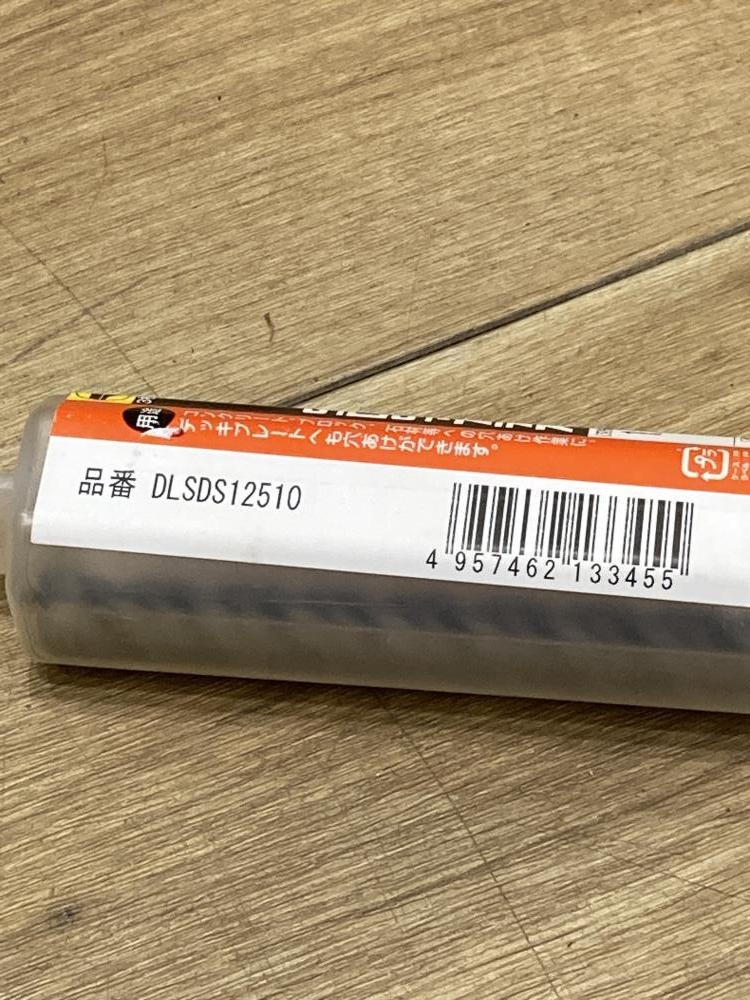 用途
コンクリート、ブロック、石材等への穴あけ作業に。
デッキプレートへも穴あけができます。
プラ
品番 DLSDS12510
4 957462 133455